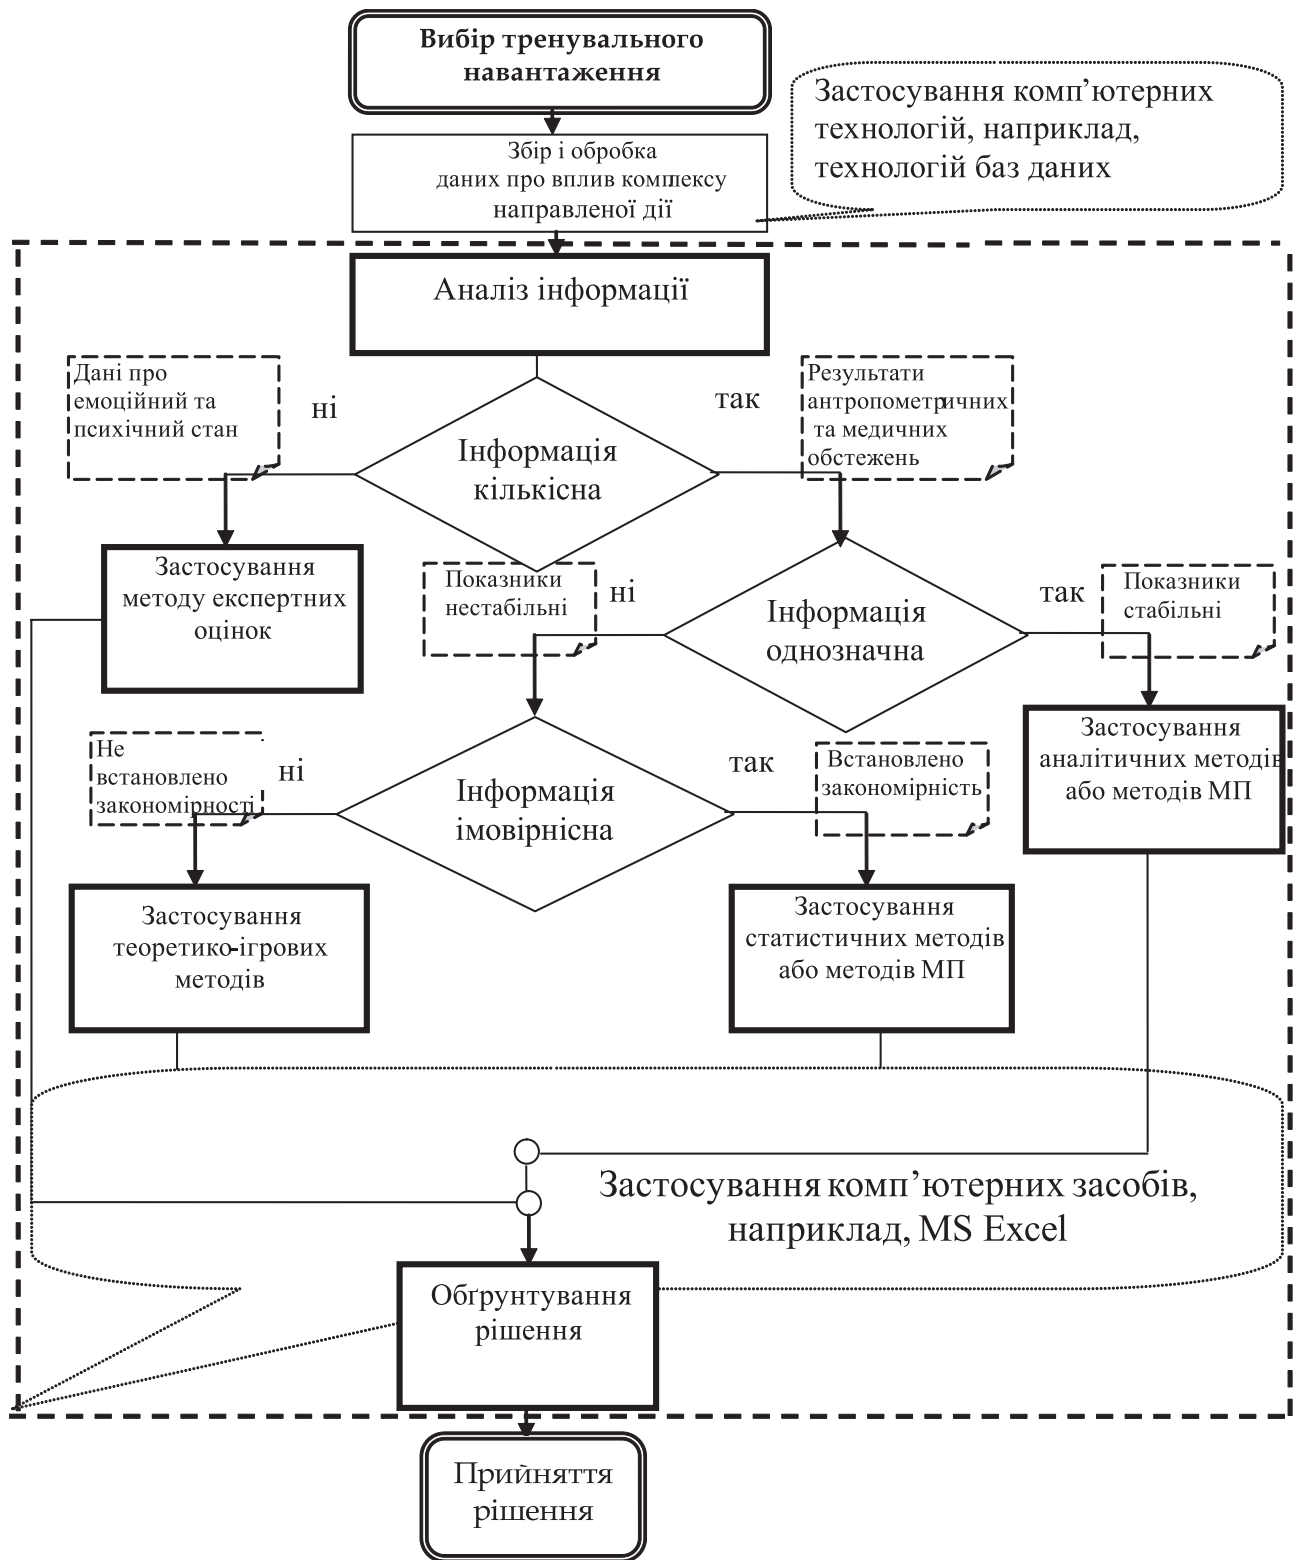 Вибір тренувального
навантаження
Застосування комп’ютерних
технологій, наприклад,
технологій баз даних
Збір і обробка
даних про вплив комплексу
направленої дії
Аналіз інформації
Дані про
емоційний та
психічний стан
ні
так
Результати
антропометричних
та медичних
обстежень
Інформація
кількісна
Застосування
методу експертних
оцінок
Показники
нестабільні
ні
Інформація
однозначна
так
Показники
стабільні
Не
встановлено
закономірності
ні
Інформація
імовірнісна
так
Встановлено
закономірність
Застосування
аналітичних методів
або методів МП
Застосування
теоретико-ігрових
методів
Застосування
статистичних методів
або методів МП
Застосування комп’ютерних засобів,
наприклад, MS Excel
Обґрунтування
рішення
Прийняття
рішення